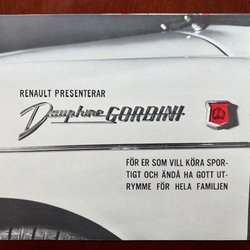 RENAULT PRESENTERAR
Dauphine GORDINI
FÖR ER SOM VILL KÖRA SPOR-
TIGT OCH ÄNDÅ HA GOTT UT-
RYMME FÖR HELA FAMILJEN